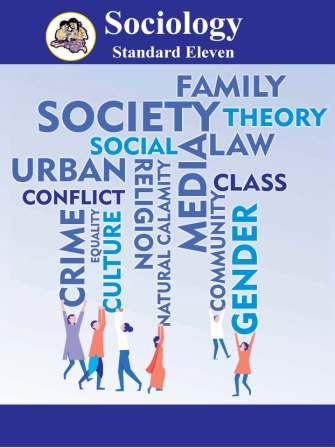 Sociology
Standard Eleven
FAMILY
SOCIETY THEORY
SOCIAL LAW
URBAN
CONFLICT
CRIME
EQUALITY
CULTURE
RELIGION
NATURAL CALAMITY
MEDIA
CLASS
COMMUNITY
GENDER